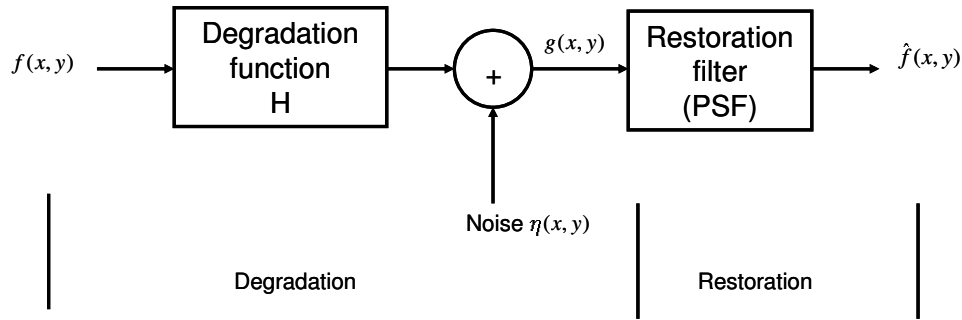 f(x, y)
Degradation
function
H
+
g(x, y)
Restoration
filter
(PSF)
f̂(x, y)
Noise η(x, y)
Degradation
Restoration